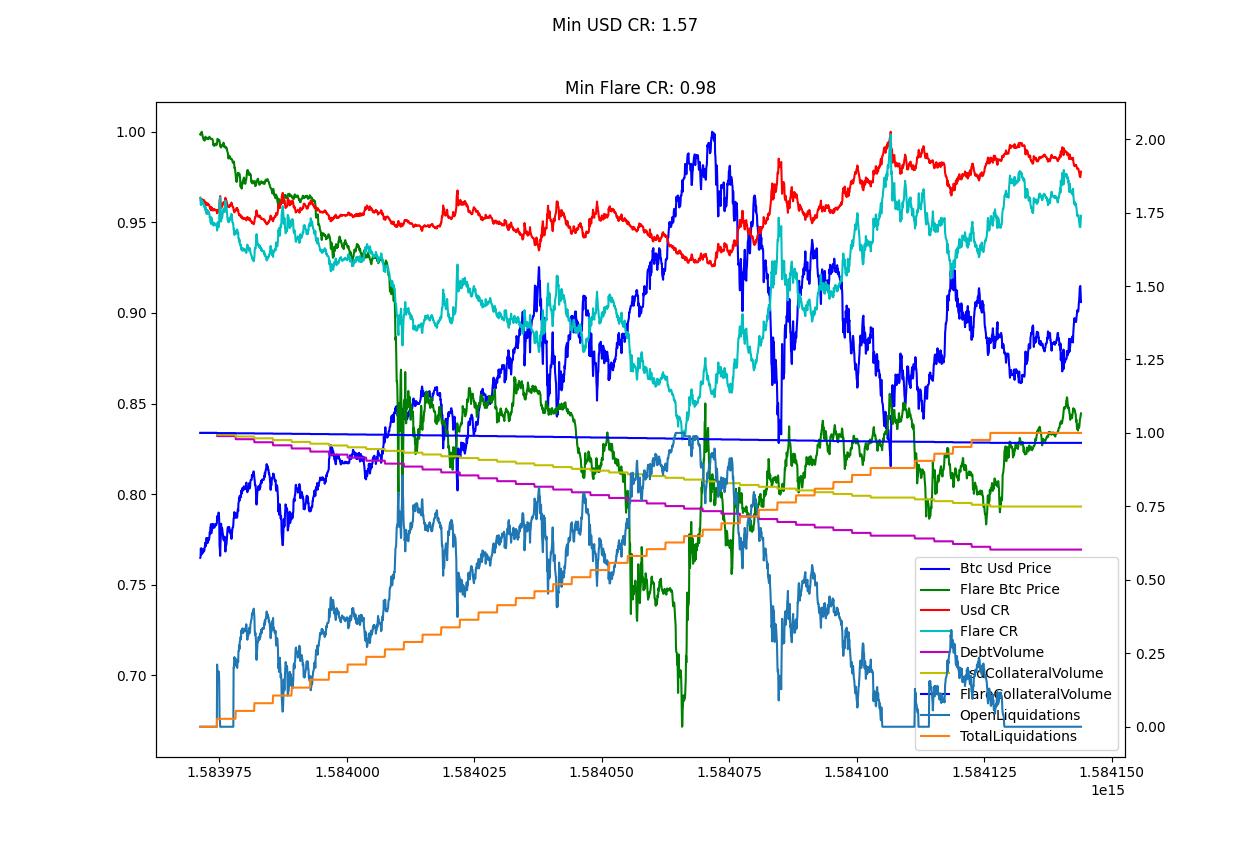 Min USD CR: 1.57
Min Flare CR: 0.98
1.00
0.95
0.90
0.85
0.80
0.75
0.70
2.00
1.75
1.50
1.25
1.00
0.75
0.50
0.25
0.00
Btc Usd Price
Flare Btc Price
Usd CR
Flare CR
DebtVolume
UsdCollateralVolume
FlareCollateralVolume
OpenLiquidations
TotalLiquidations
1.583975 1.584000 1.584025 1.584050 1.584075 1.584100 1.584125 1.584150
1e15